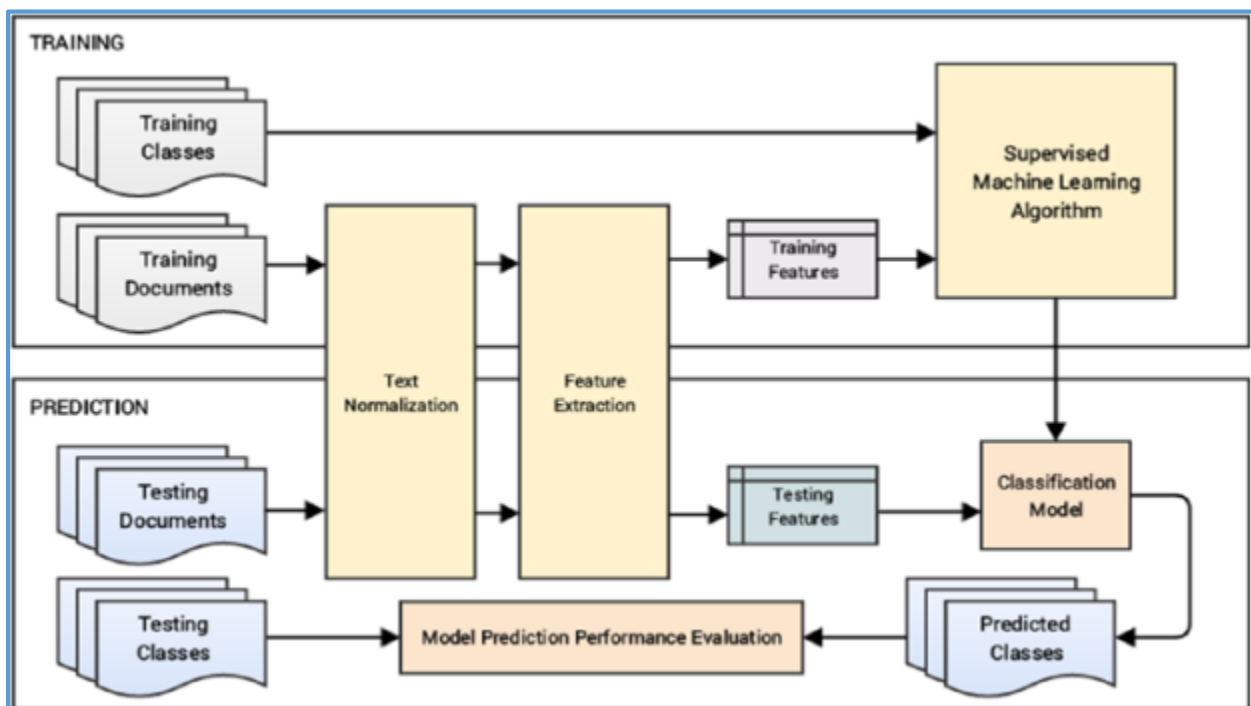 TRAINING
Training
Classes
Supervised
Machine Learning
Algorithm
Training
Documents
Training
Features
Text
Normalization
Feature
Extraction
PREDICTION
Testing
Documents
Testing
Features
Classification
Model
Testing
Classes
Model Prediction Performance Evaluation
Predicted
Classes